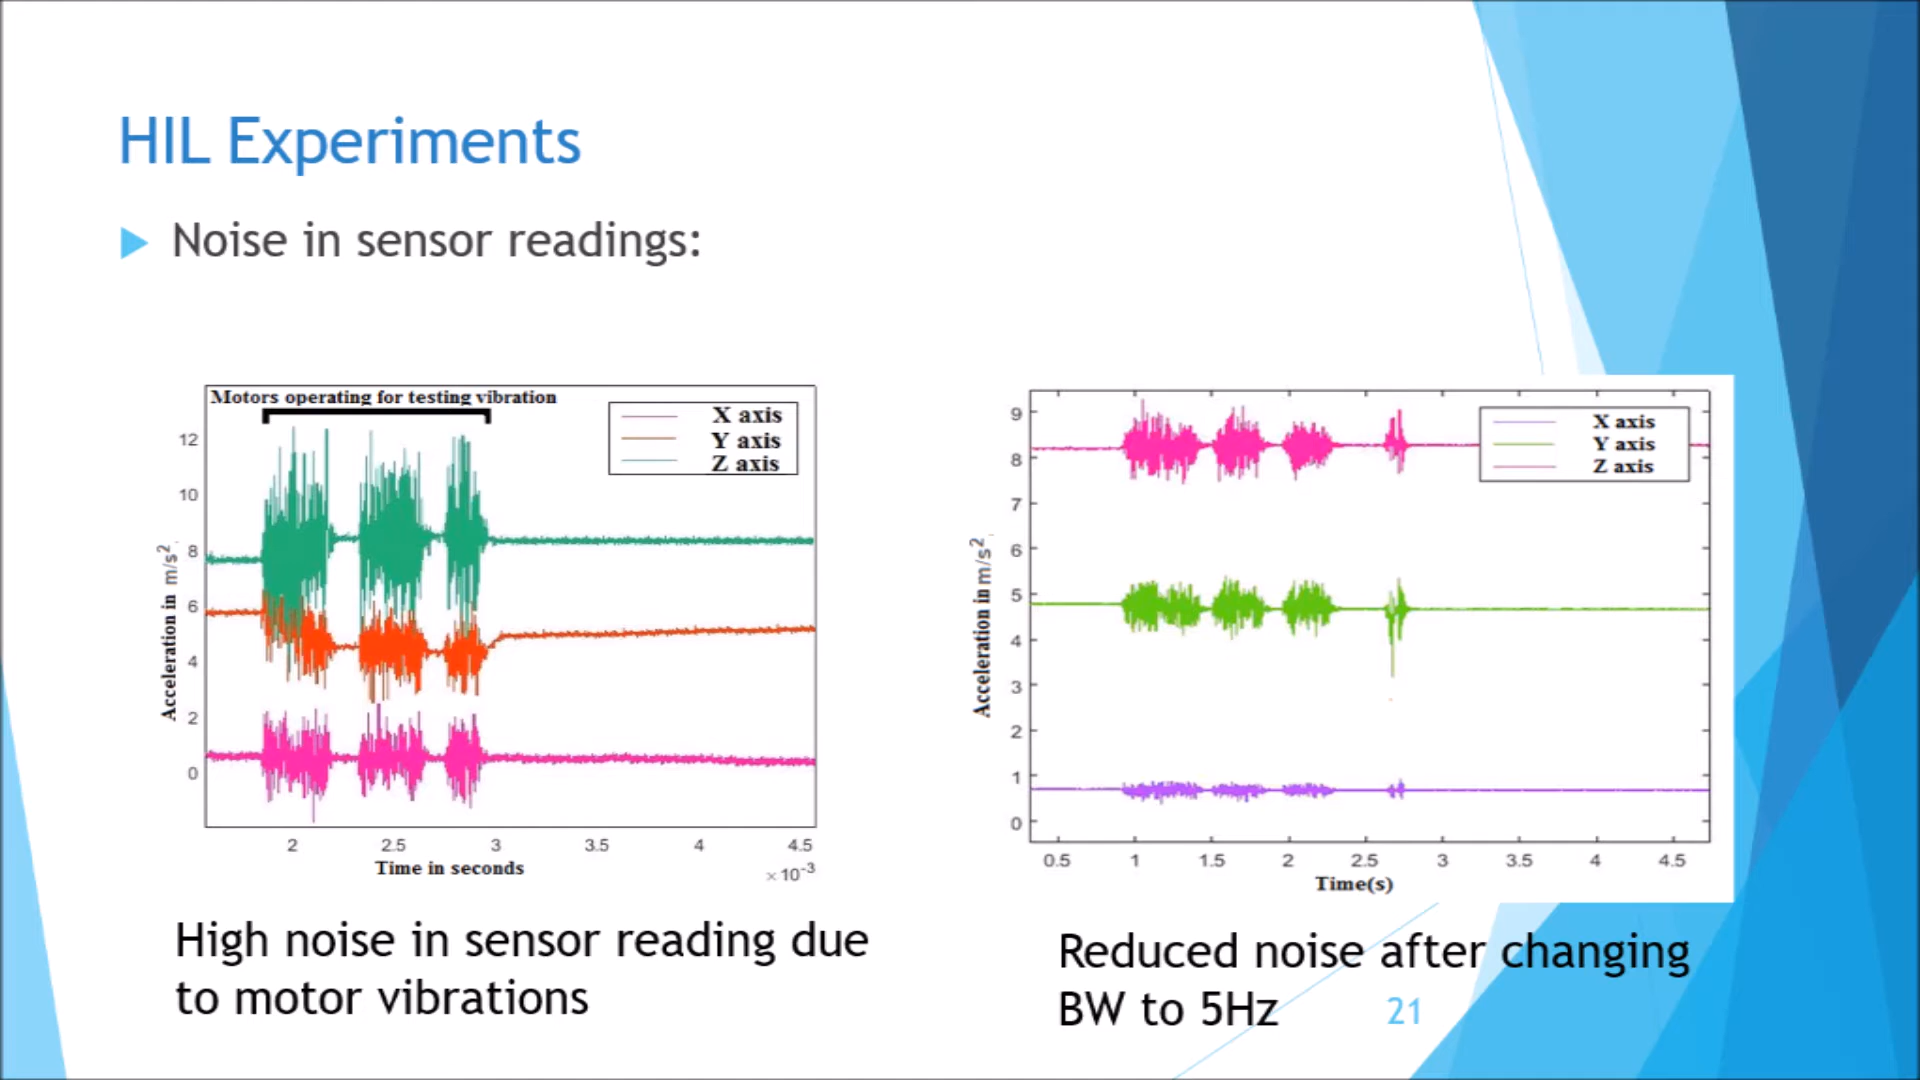 HIL Experiments
Noise in sensor readings:
Motors operating for testing vibration
X axis
Y axis
Z axis
12
10
8
6
4
2
0
Acceleration in m/s²
2 2.5 3 3.5 4 4.5
Time in seconds
×10⁻³
High noise in sensor reading due
to motor vibrations
X axis
Y axis
Z axis
9
8
7
6
5
4
3
2
1
0
Acceleration in m/s²
0.5 1 1.5 2 2.5 3 3.5 4 4.5
Time(s)
Reduced noise after changing
BW to 5Hz
21